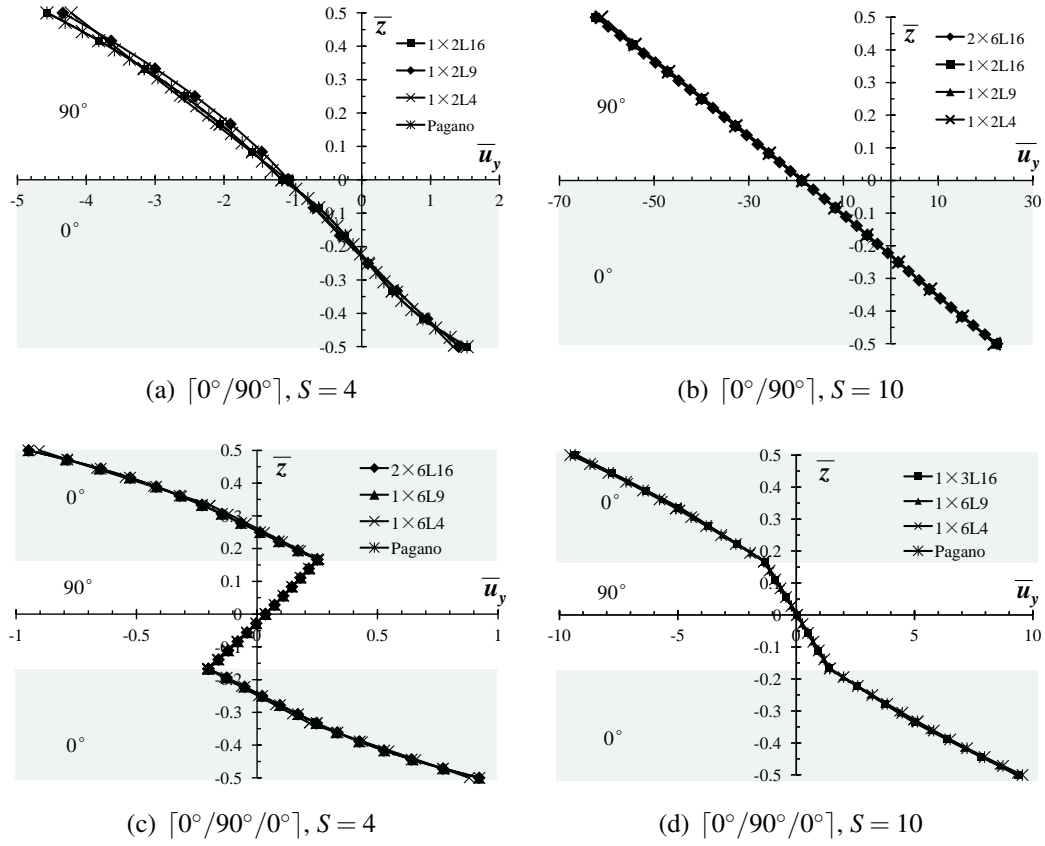 0.5
0.4
0.3
0.2
0.1
0
-0.1
-0.2
-0.3
-0.4
-0.5
-5 -4 -3 -2 -1 0 1 2
z
u_y
1×2L16
1×2L9
1×2L4
Pagano
90°
0°
(a) ⌈0°/90°⌉, S = 4
0.5
0.4
0.3
0.2
0.1
0
-0.1
-0.2
-0.3
-0.4
-0.5
-70 -50 -30 -10 10 30
z
u_y
2×6L16
1×2L16
1×2L9
1×2L4
90°
0°
(b) ⌈0°/90°⌉, S = 10
0.5
0.4
0.3
0.2
0.1
0
-0.1
-0.2
-0.3
-0.4
-0.5
-1 -0.5 0 0.5 1
z
u_y
2×6L16
1×6L9
1×6L4
Pagano
0°
90°
0°
(c) ⌈0°/90°/0°⌉, S = 4
0.5
0.4
0.3
0.2
0.1
0
-0.1
-0.2
-0.3
-0.4
-0.5
-10 -5 0 5 10
z
u_y
1×3L16
1×6L9
1×6L4
Pagano
0°
90°
0°
(d) ⌈0°/90°/0°⌉, S = 10